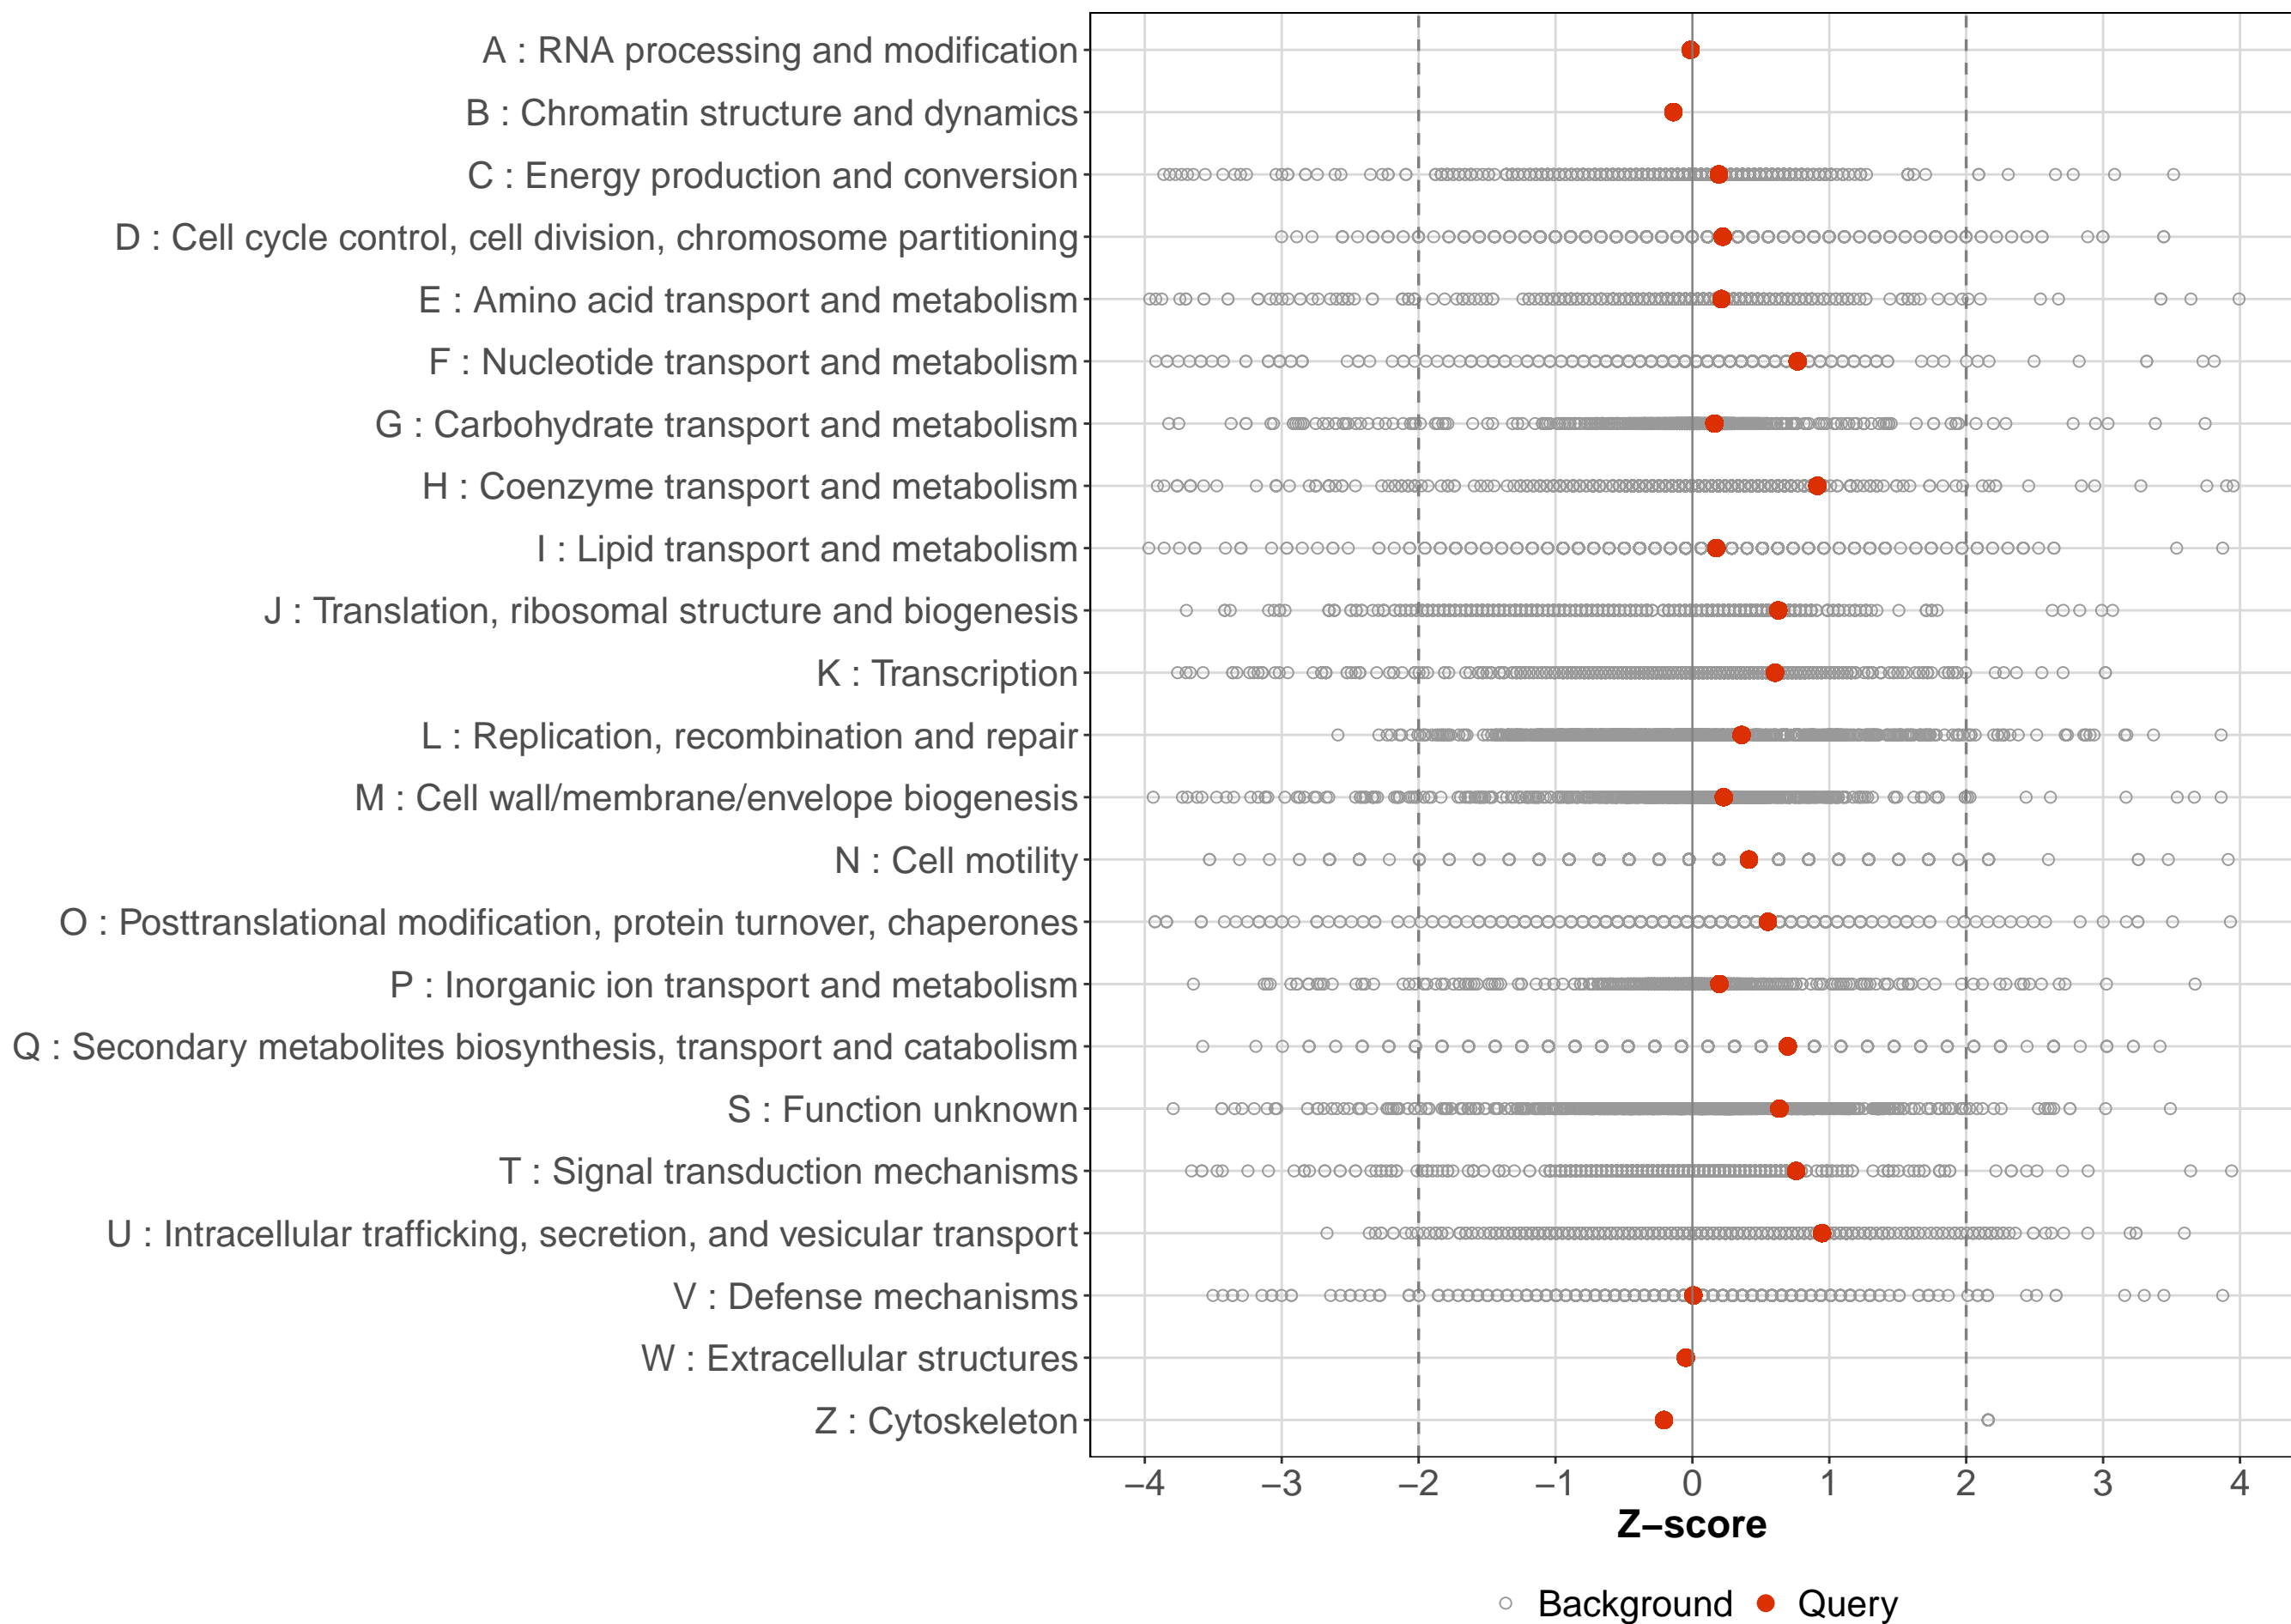 A : RNA processing and modification
B : Chromatin structure and dynamics
C : Energy production and conversion
D : Cell cycle control, cell division, chromosome partitioning
E : Amino acid transport and metabolism
F : Nucleotide transport and metabolism
G : Carbohydrate transport and metabolism
H : Coenzyme transport and metabolism
I : Lipid transport and metabolism
J : Translation, ribosomal structure and biogenesis
K : Transcription
L : Replication, recombination and repair
M : Cell wall/membrane/envelope biogenesis
N : Cell motility
O : Posttranslational modification, protein turnover, chaperones
P : Inorganic ion transport and metabolism
Q : Secondary metabolites biosynthesis, transport and catabolism
S : Function unknown
T : Signal transduction mechanisms
U : Intracellular trafficking, secretion, and vesicular transport
V : Defense mechanisms
W : Extracellular structures
Z : Cytoskeleton
−4 −3 −2 −1 0 1 2 3 4
Z−score
Background Query